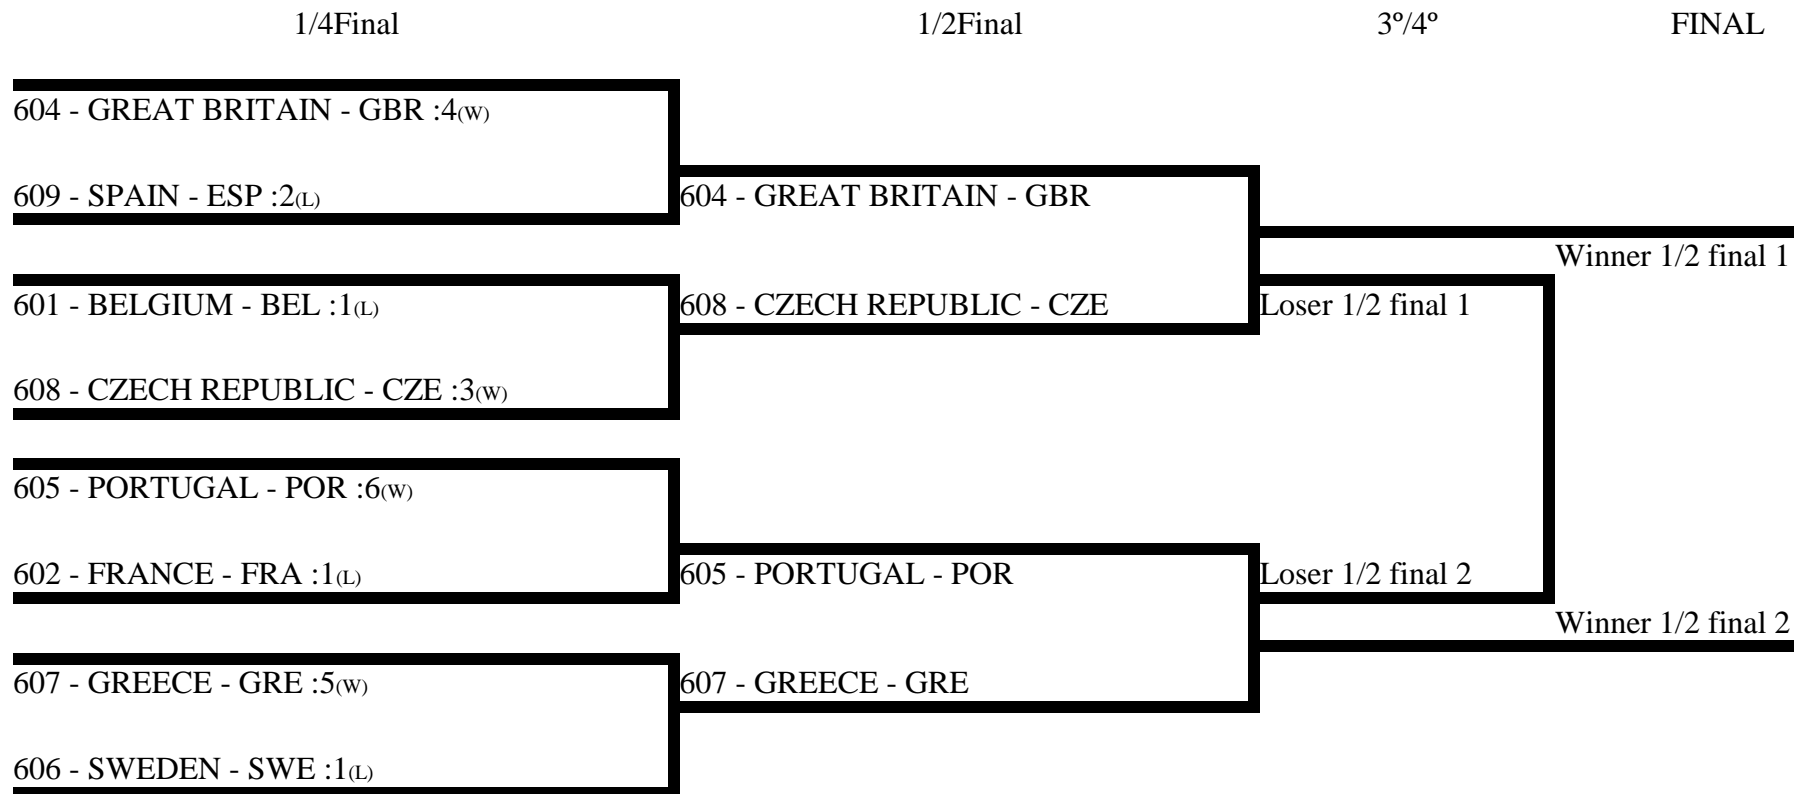 1/4Final
1/2Final
3º/4º
FINAL
604 - GREAT BRITAIN - GBR :4(W)
609 - SPAIN - ESP :2(L)
604 - GREAT BRITAIN - GBR
Winner 1/2 final 1
601 - BELGIUM - BEL :1(L)
608 - CZECH REPUBLIC - CZE
Loser 1/2 final 1
608 - CZECH REPUBLIC - CZE :3(W)
605 - PORTUGAL - POR :6(W)
602 - FRANCE - FRA :1(L)
605 - PORTUGAL - POR
Loser 1/2 final 2
Winner 1/2 final 2
607 - GREECE - GRE :5(W)
607 - GREECE - GRE
606 - SWEDEN - SWE :1(L)